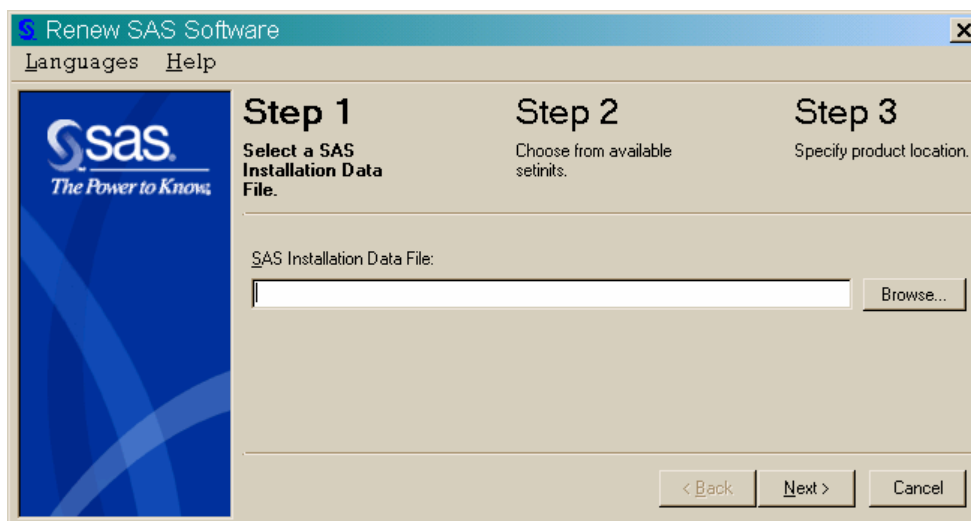 Renew SAS Software
Languages Help
sas.
The Power to Know.
Step 1
Select a SAS
Installation Data
File.
Step 2
Choose from available
setinits.
Step 3
Specify product location.
SAS Installation Data File:
Browse...
< Back
Next >
Cancel